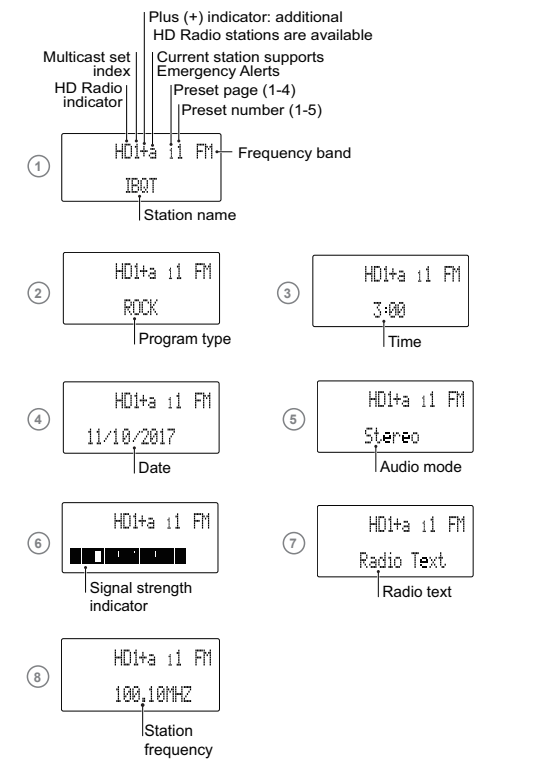 Plus (+) indicator: additional
HD Radio stations are available
Multicast set
index
Current station supports
Emergency Alerts
HD Radio
indicator
Preset page (1-4)
Preset number (1-5)
1
HD1+a 11 FM
Frequency band
IBQT
Station name
2
HD1+a 11 FM
ROCK
Program type
3
HD1+a 11 FM
3:00
Time
4
HD1+a 11 FM
11/10/2017
Date
5
HD1+a 11 FM
Stereo
Audio mode
6
HD1+a 11 FM
Signal strength
indicator
7
HD1+a 11 FM
Radio Text
Radio text
8
HD1+a 11 FM
100.10MHZ
Station
frequency